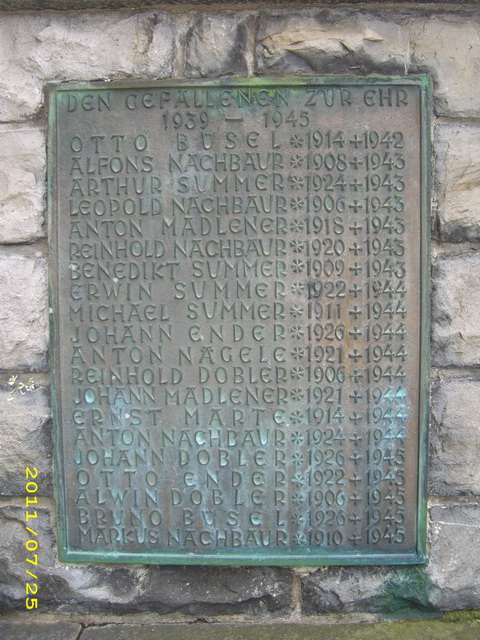 DEN GEFALLENEN ZUR EHR
1939 – 1945
OTTO BÜSEL *1914+1942
ALFONS NACHBAUR*1908+1943
ARTHUR SUMMER*1924+1943
LEOPOLD NACHBAUR*1906+1943
ANTON MADLENER*1918+1943
REINHOLD NACHBAUR*1920+1943
BENEDIKT SUMMER*1909+1943
ERWIN SUMMER*1922+1944
MICHAEL SUMMER*1911+1944
JOHANN ENDER*1926+1944
ANTON NÄGELE*1921+1944
REINHOLD DOBLER*1906+1944
JOHANN MADLENER*1921+1944
ERNST MARTE*1914+1944
ANTON NACHBAUR*1924+1944
JOHANN DOBLER*1926+1945
OTTO ENDER*1922+1945
ALWIN DOBLER*1906+1945
BRUNO BÜSEL*1926+1945
MARKUS NACHBAUR*1910+1945
2011/07/25